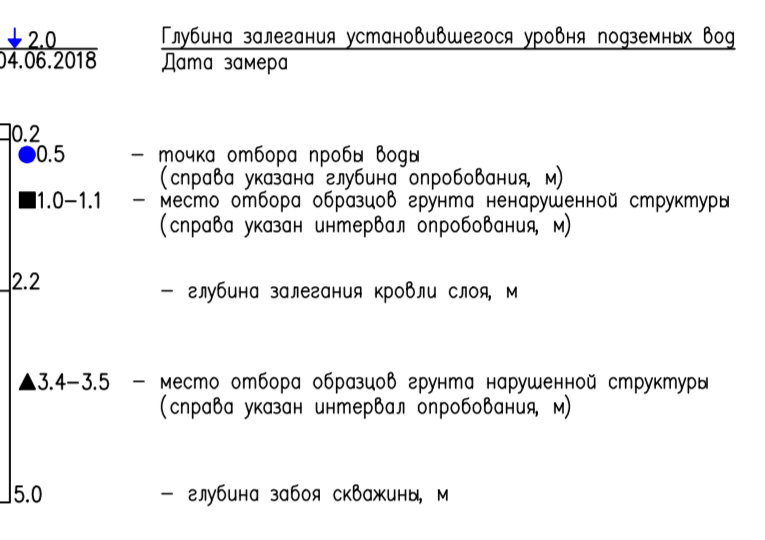 2.0 Глубина залегания установившегося уровня подземных вод
04.06.2018 Дата замера
0.2
0.5 – точка отбора пробы воды
(справа указана глубина опробования, м)
1.0–1.1 – место отбора образцов грунта ненарушенной структуры
(справа указан интервал опробования, м)
2.2 – глубина залегания кровли слоя, м
3.4–3.5 – место отбора образцов грунта нарушенной структуры
(справа указан интервал опробования, м)
5.0 – глубина забоя скважины, м